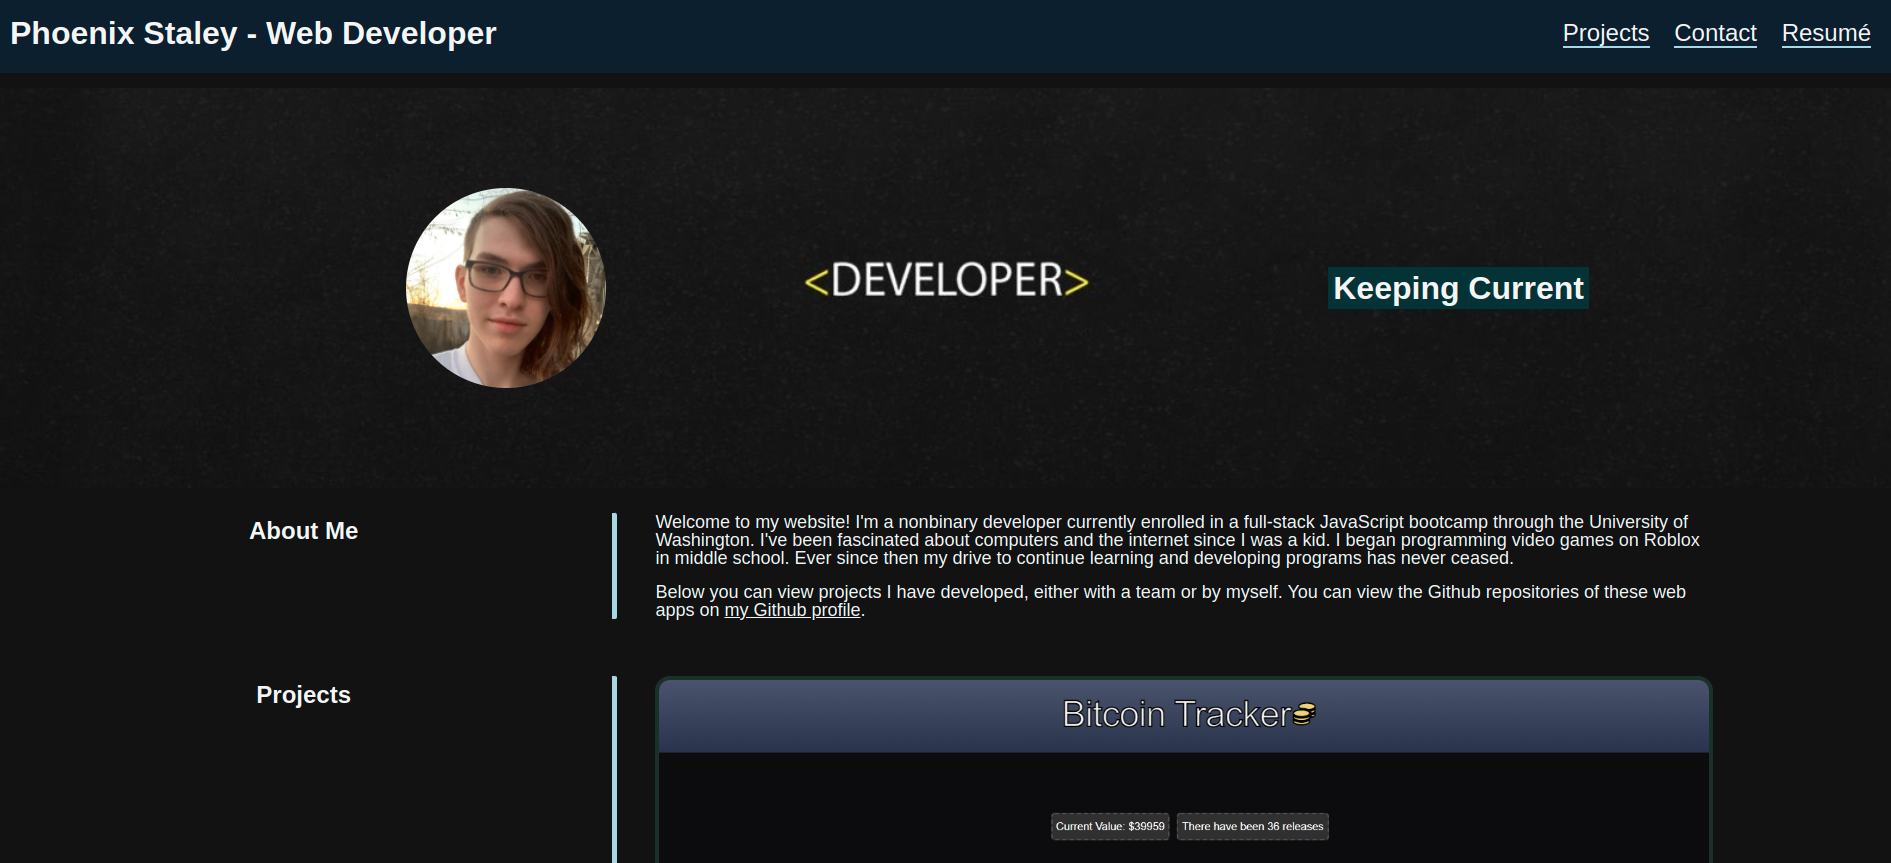 Phoenix Staley - Web Developer
Projects Contact Resumé
<DEVELOPER>
Keeping Current
About Me
Welcome to my website! I'm a nonbinary developer currently enrolled in a full-stack JavaScript bootcamp through the University of
Washington. I've been fascinated about computers and the internet since I was a kid. I began programming video games on Roblox
in middle school. Ever since then my drive to continue learning and developing programs has never ceased.
Below you can view projects I have developed, either with a team or by myself. You can view the Github repositories of these web
apps on my Github profile.
Projects
Bitcoin Tracker
Current Value: $39959
There have been 36 releases